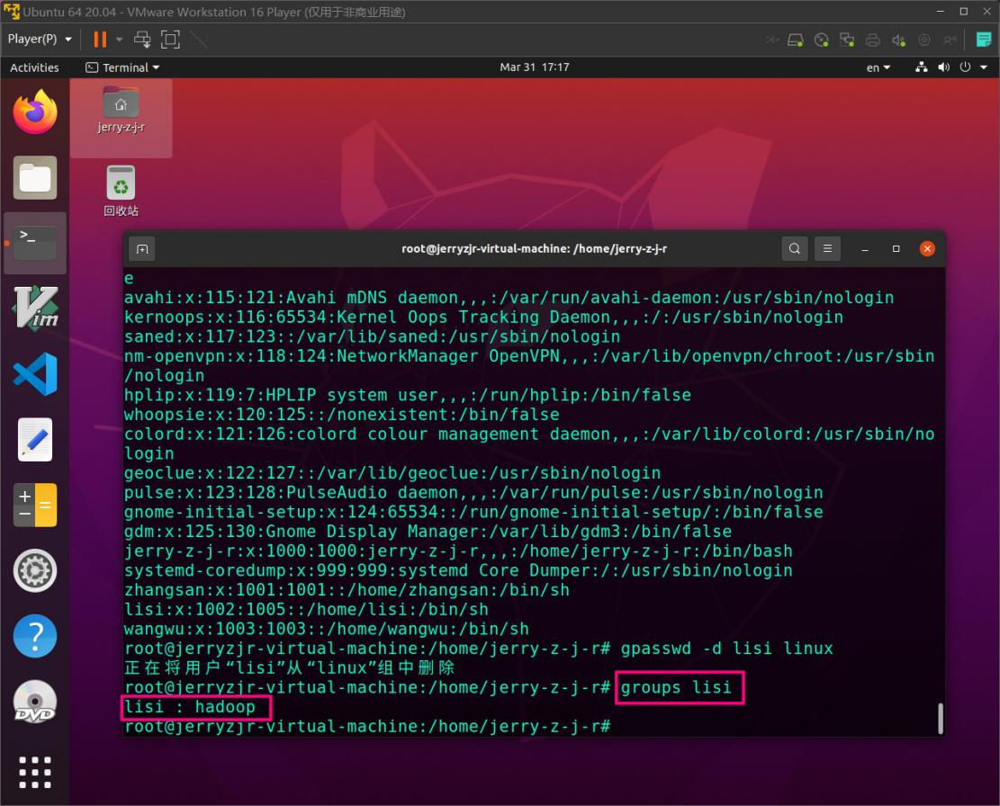 Ubuntu 64 20.04 - VMware Workstation 16 Player (仅用于非商业用途)
Player(P)
Activities
Terminal
Mar 31 17:17
en
jerry-z-j-r
回收站
>_
Vim
DVD
root@jerryzjr-virtual-machine: /home/jerry-z-j-r
e
avahi:x:115:121:Avahi mDNS daemon,,,:/var/run/avahi-daemon:/usr/sbin/nologin
kernoops:x:116:65534:Kernel Oops Tracking Daemon,,,:/:/usr/sbin/nologin
saned:x:117:123::/var/lib/saned:/usr/sbin/nologin
nm-openvpn:x:118:124:NetworkManager OpenVPN,,,:/var/lib/openvpn/chroot:/usr/sbin
/nologin
hplip:x:119:7:HPLIP system user,,,:/run/hplip:/bin/false
whoopsie:x:120:125::/nonexistent:/bin/false
colord:x:121:126:colord colour management daemon,,,:/var/lib/colord:/usr/sbin/no
login
geoclue:x:122:127::/var/lib/geoclue:/usr/sbin/nologin
pulse:x:123:128:PulseAudio daemon,,,:/var/run/pulse:/usr/sbin/nologin
gnome-initial-setup:x:124:65534::/run/gnome-initial-setup/:/bin/false
gdm:x:125:130:Gnome Display Manager:/var/lib/gdm3:/bin/false
jerry-z-j-r:x:1000:1000:jerry-z-j-r,,,:/home/jerry-z-j-r:/bin/bash
systemd-coredump:x:999:999:systemd Core Dumper:/:/usr/sbin/nologin
zhangsan:x:1001:1001::/home/zhangsan:/bin/sh
lisi:x:1002:1005::/home/lisi:/bin/sh
wangwu:x:1003:1003::/home/wangwu:/bin/sh
root@jerryzjr-virtual-machine:/home/jerry-z-j-r# gpasswd -d lisi linux
正在将用户“lisi”从“linux”组中删除
root@jerryzjr-virtual-machine:/home/jerry-z-j-r# groups lisi
lisi : hadoop
root@jerryzjr-virtual-machine:/home/jerry-z-j-r#